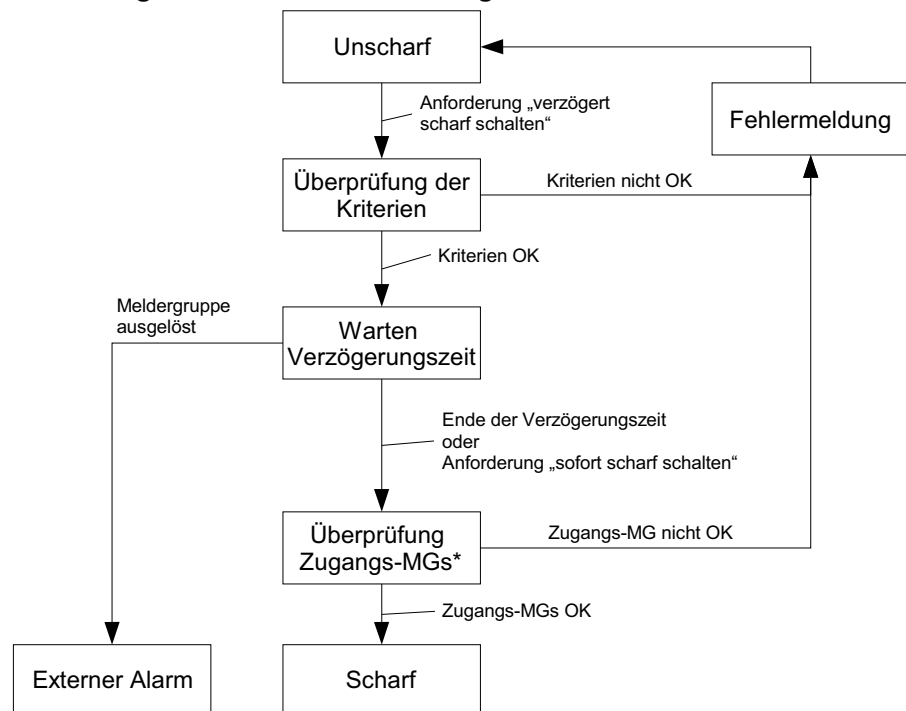 Unscharf
Anforderung „verzögert
scharf schalten“
Fehlermeldung
Überprüfung der
Kriterien
Kriterien nicht OK
Kriterien OK
Meldergruppe
ausgelöst
Warten
Verzögerungszeit
Ende der Verzögerungszeit
oder
Anforderung „sofort scharf schalten“
Überprüfung
Zugangs-MGs*
Zugangs-MG nicht OK
Zugangs-MGs OK
Externer Alarm
Scharf